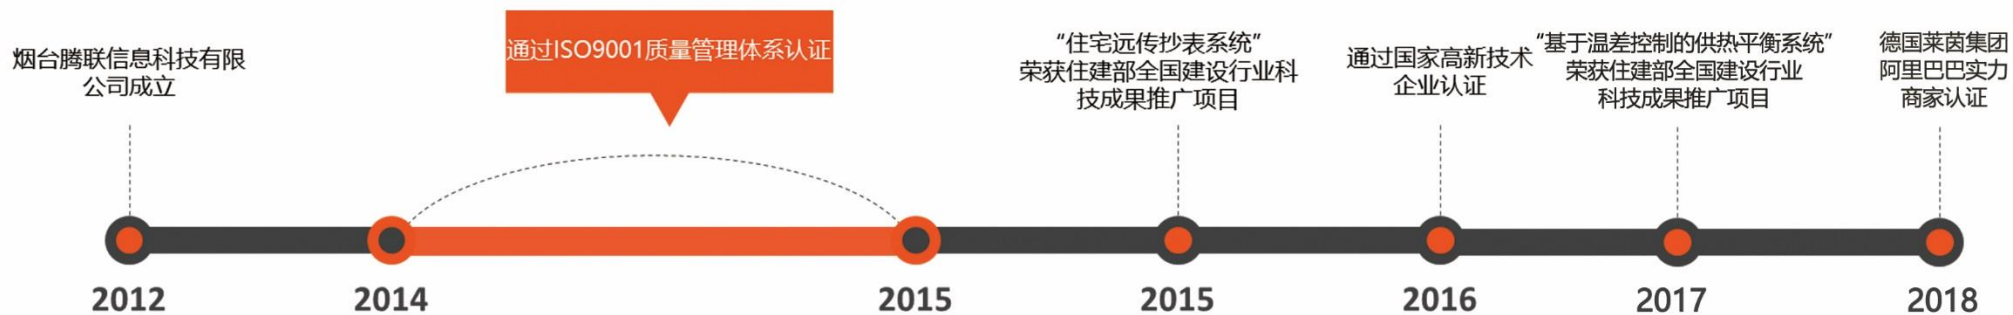 烟台腾联信息科技有限
公司成立
通过ISO9001质量管理体系认证
“住宅远传抄表系统”
荣获住建部全国建设行业科
技成果推广项目
通过国家高新技术
企业认证
“基于温差控制的供热平衡系统”
荣获住建部全国建设行业
科技成果推广项目
德国莱茵集团
阿里巴巴实力
商家认证
2012
2014
2015
2015
2016
2017
2018